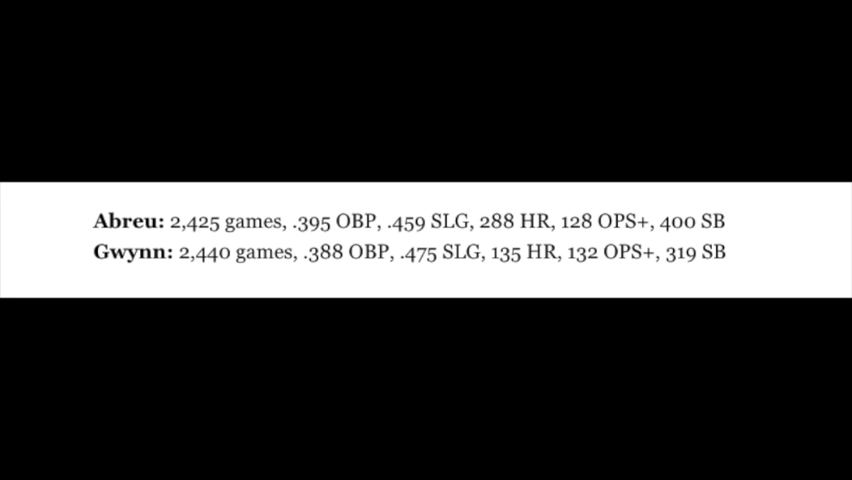 Abreu: 2,425 games, .395 OBP, .459 SLG, 288 HR, 128 OPS+, 400 SB
Gwynn: 2,440 games, .388 OBP, .475 SLG, 135 HR, 132 OPS+, 319 SB